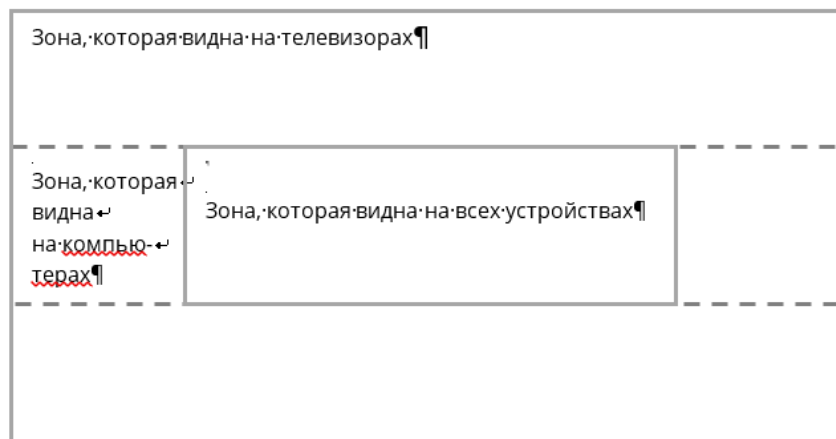 Зона, которая видна на телевизорах¶
Зона, которая↵
видна↵
на компью-↵
терах¶
¶
Зона, которая видна на всех устройствах¶